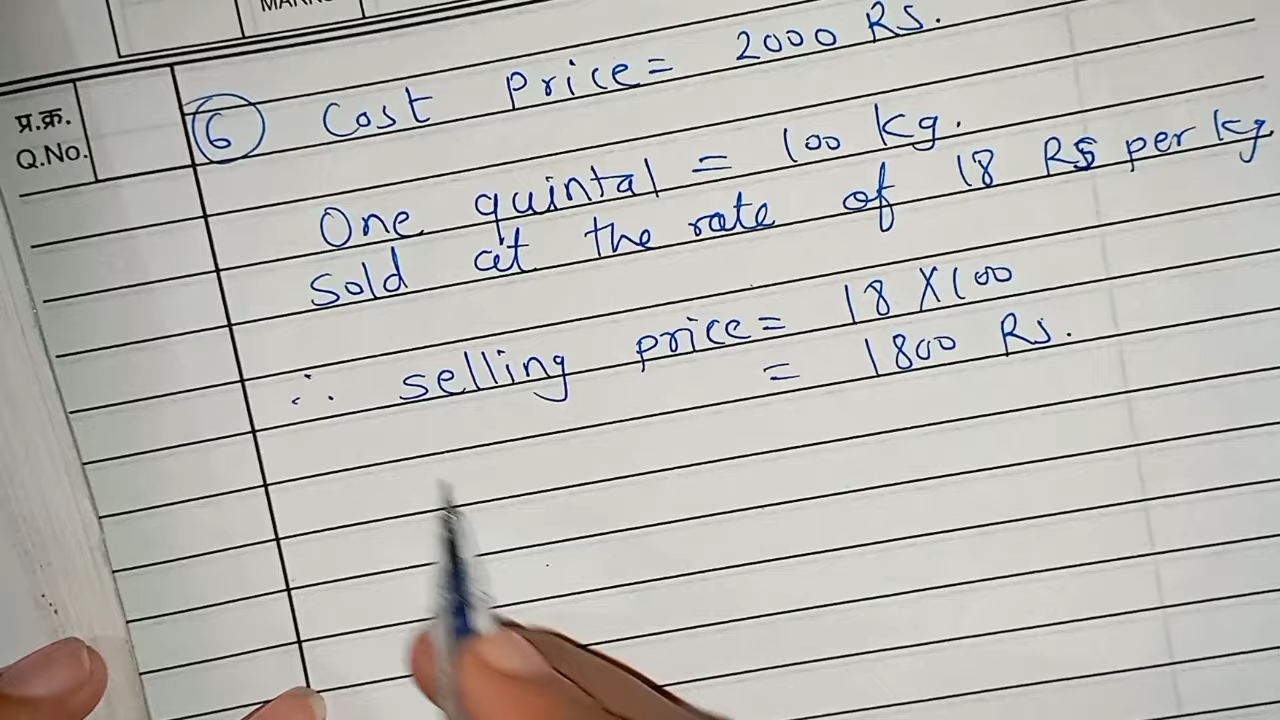 प्र.क्र.
Q.No.
6 Cost Price = 2000 Rs.
One quintal = 100 kg.
Sold at the rate of 18 Rs per kg
∴ selling price = 18 X 100
= 1800 Rs.